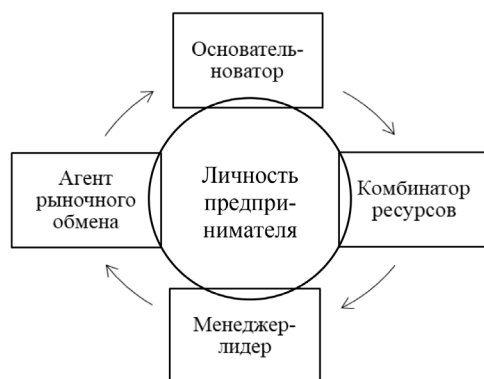 Основатель-
новатор
Агент
рыночного
обмена
Личность
предпри-
нимателя
Комбинатор
ресурсов
Менеджер-
лидер